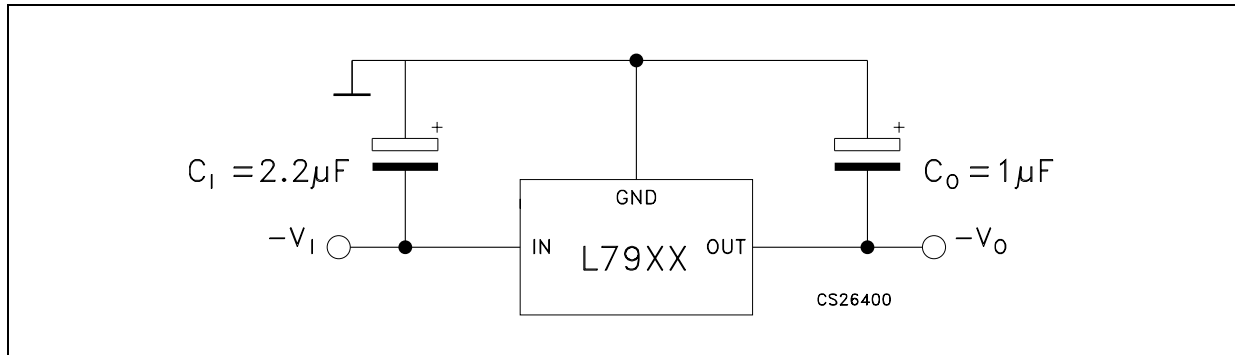 +
+
C_I = 2.2µF
C_O = 1µF
GND
-V_I
IN
L79XX
OUT
-V_O
CS26400